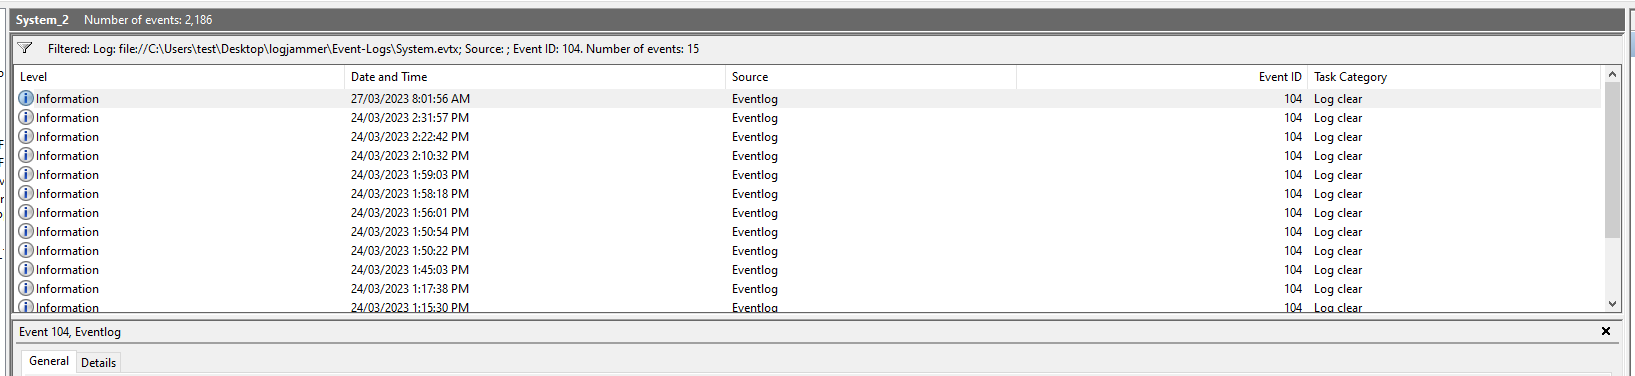 System_2 Number of events: 2,186
Filtered: Log: file://C:\Users\test\Desktop\logjammer\Event-Logs\System.evtx; Source: ; Event ID: 104. Number of events: 15
Level Date and Time Source Event ID Task Category
Information 27/03/2023 8:01:56 AM Eventlog 104 Log clear
Information 24/03/2023 2:31:57 PM Eventlog 104 Log clear
Information 24/03/2023 2:22:42 PM Eventlog 104 Log clear
Information 24/03/2023 2:10:32 PM Eventlog 104 Log clear
Information 24/03/2023 1:59:03 PM Eventlog 104 Log clear
Information 24/03/2023 1:58:18 PM Eventlog 104 Log clear
Information 24/03/2023 1:56:01 PM Eventlog 104 Log clear
Information 24/03/2023 1:50:54 PM Eventlog 104 Log clear
Information 24/03/2023 1:50:22 PM Eventlog 104 Log clear
Information 24/03/2023 1:45:03 PM Eventlog 104 Log clear
Information 24/03/2023 1:17:38 PM Eventlog 104 Log clear
Information 24/03/2023 1:15:30 PM Eventlog 104 Log clear
Event 104, Eventlog
General Details